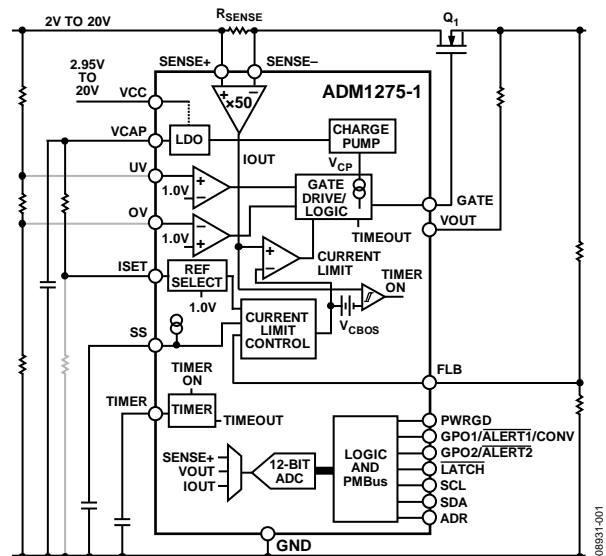 2V TO 20V
RSENSE
Q1
SENSE+
SENSE–
2.95V
TO
20V
VCC
+ –
×50
ADM1275-1
VCAP
LDO
CHARGE
PUMP
IOUT
VCP
UV
+
–
1.0V
GATE
DRIVE/
LOGIC
GATE
OV
–
+
1.0V
VOUT
TIMEOUT
+
–
CURRENT
LIMIT
ISET
REF
SELECT
1.0V
TIMER
ON
VCBOS
CURRENT
LIMIT
CONTROL
SS
FLB
TIMER
ON
TIMER
TIMER
TIMEOUT
PWRGD
GPO1/ALERT1/CONV
GPO2/ALERT2
LATCH
SCL
SDA
ADR
LOGIC
AND
PMBus
SENSE+
VOUT
IOUT
12-BIT
ADC
GND
08931-001